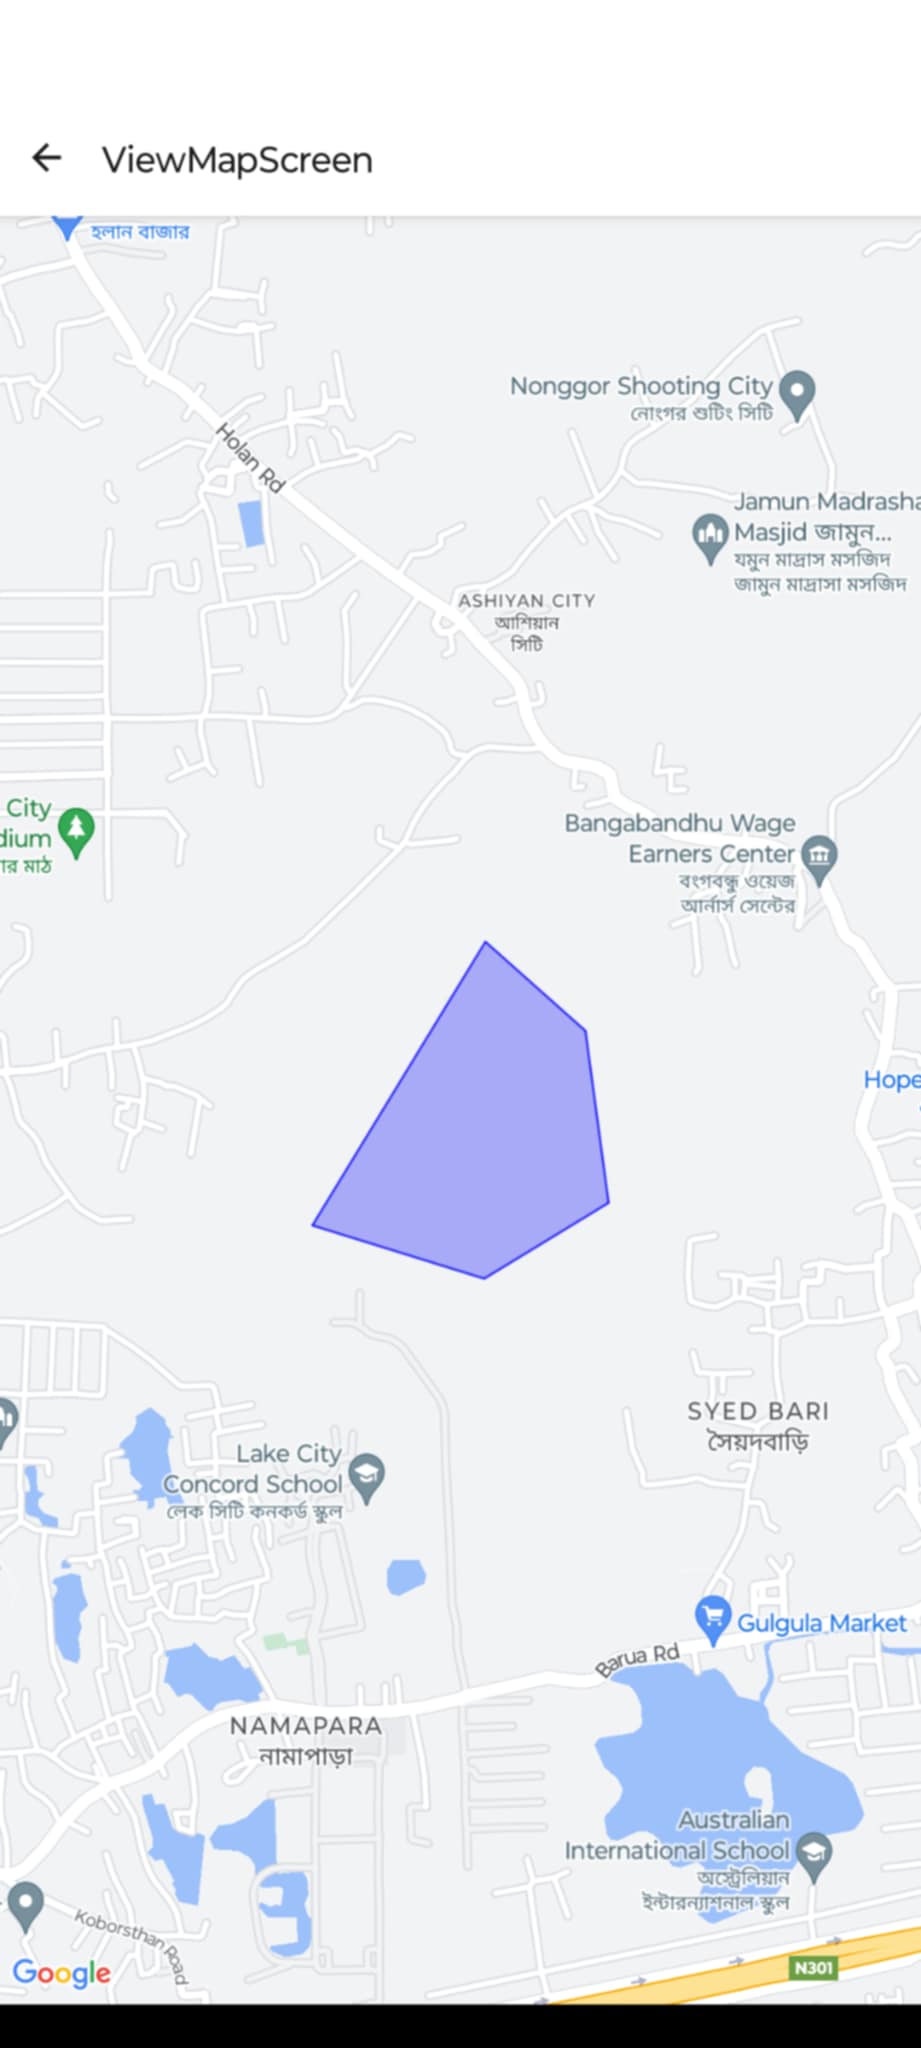 ViewMapScreen
হলান বাজার
Nonggor Shooting City
নোংগর শুটিং সিটি
Holan Rd
Jamun Madrasha
Masjid জামুন...
যমুন মাদ্রাস মসজিদ
জামুন মাদ্রাসা মসজিদ
ASHIYAN CITY
আশিয়ান
সিটি
City
dium
ার মাঠ
Bangabandhu Wage
Earners Center
বংগবন্ধু ওয়েজ
আর্নার্স সেন্টের
Hope
SYED BARI
সৈয়দবাড়ি
Lake City
Concord School
লেক সিটি কনকর্ড স্কুল
Gulgula Market
Barua Rd
NAMAPARA
নামাপাড়া
Australian
International School
অস্ট্রেলিয়ান
ইন্টারন্যাশনাল স্কুল
Koborsthan Road
Google
N301